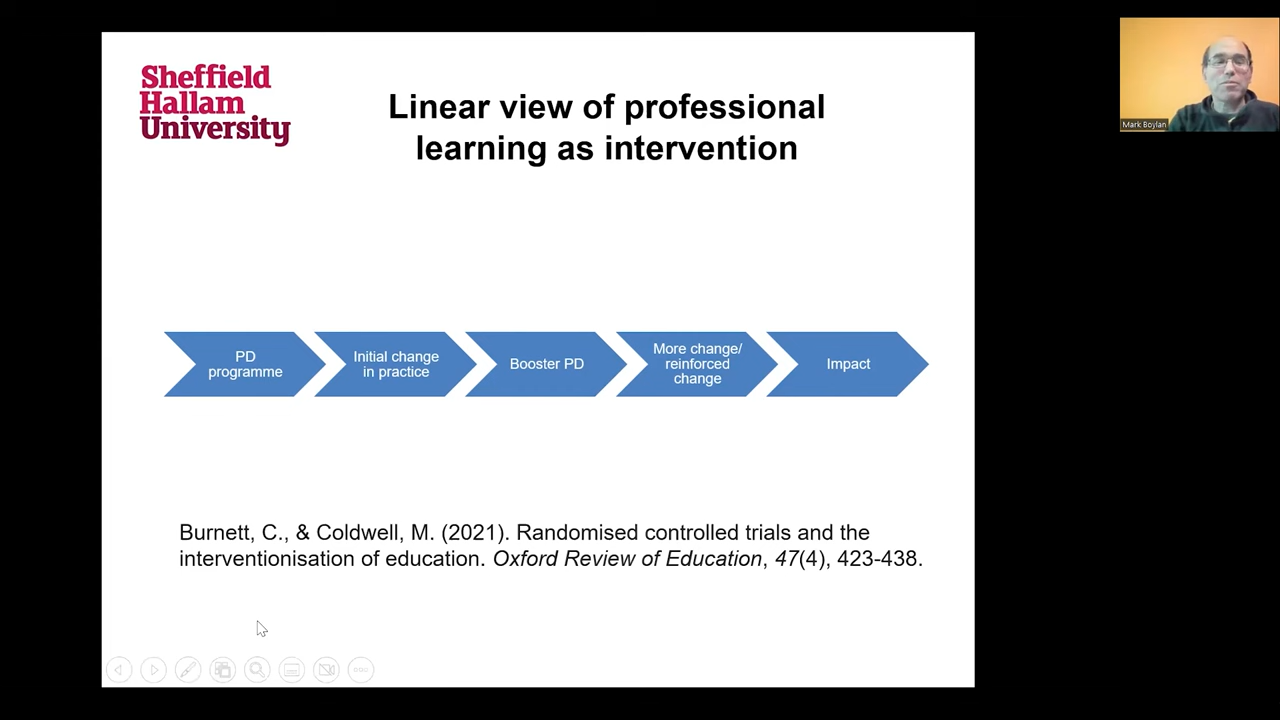 Sheffield
Hallam
University
Linear view of professional
learning as intervention
Mark Boylan
PD
programme
Initial change
in practice
Booster PD
More change/
reinforced
change
Impact
Burnett, C., & Coldwell, M. (2021). Randomised controlled trials and the
interventionisation of education. Oxford Review of Education, 47(4), 423-438.